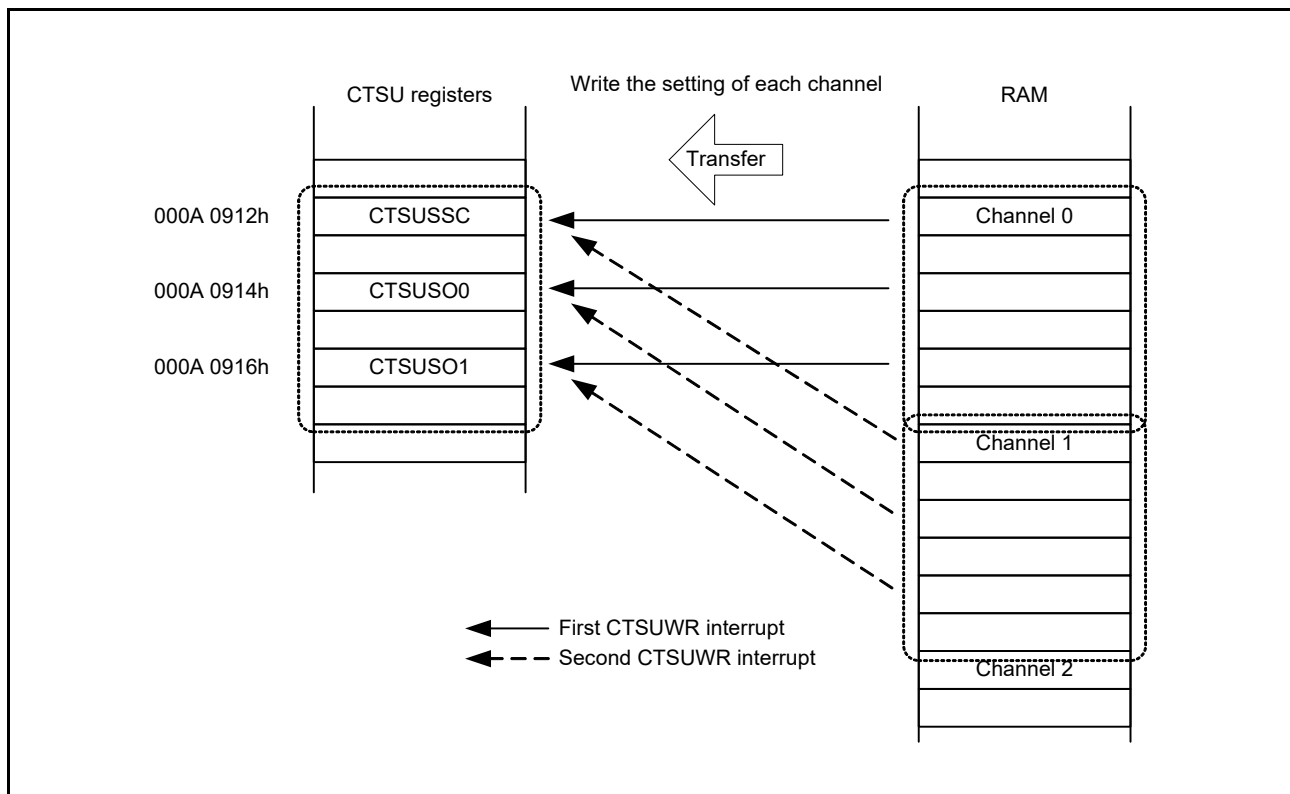 Write the setting of each channel
CTSU registers
RAM
Transfer
000A 0912h
CTSUSSC
Channel 0
000A 0914h
CTSUSO0
000A 0916h
CTSUSO1
Channel 1
First CTSUWR interrupt
Second CTSUWR interrupt
Channel 2